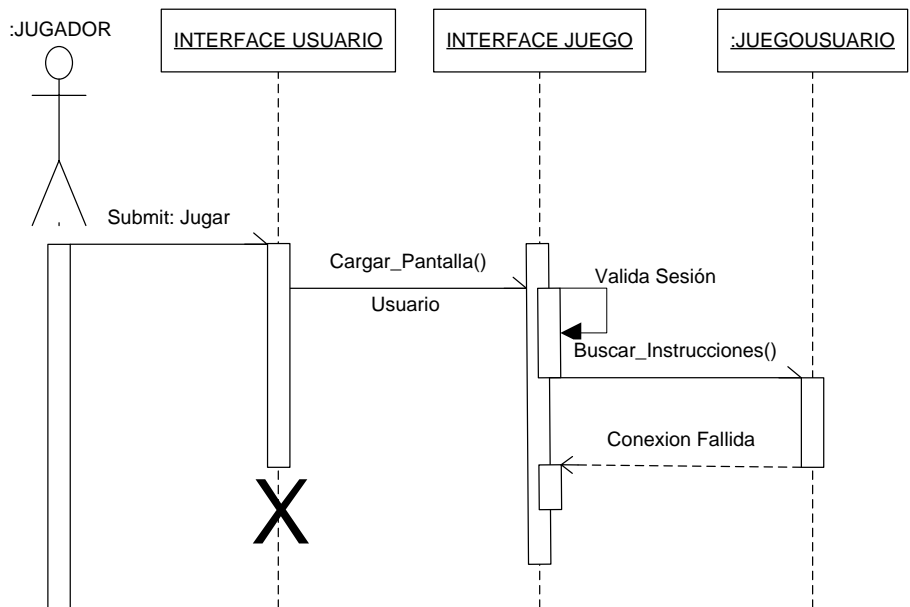 :JUGADOR
INTERFACE USUARIO
INTERFACE JUEGO
:JUEGOUSUARIO
Submit: Jugar
Cargar_Pantalla()
Usuario
Valida Sesión
Buscar_Instrucciones()
Conexion Fallida
X